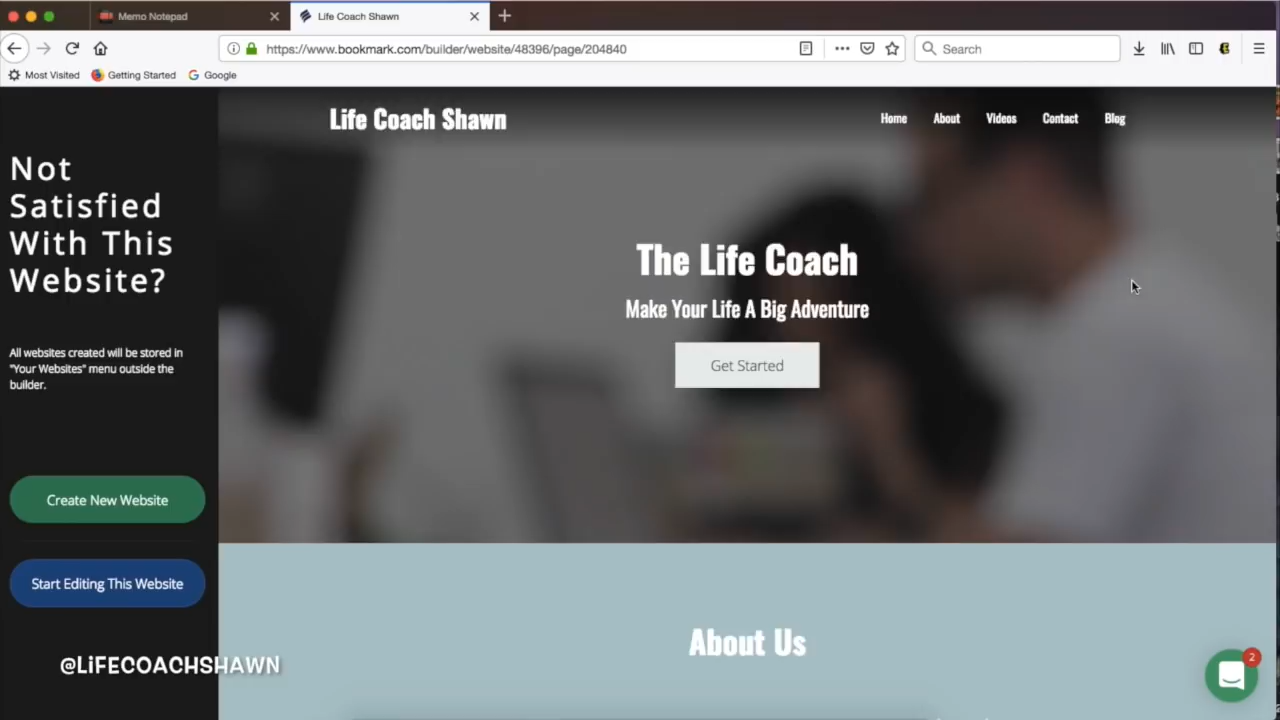 Memo Notepad
Life Coach Shawn
https://www.bookmark.com/builder/website/48396/page/204840
Search
Most Visited
Getting Started
Google
Life Coach Shawn
Home
About
Videos
Contact
Blog
Not
Satisfied
With This
Website?
All websites created will be stored in
"Your Websites" menu outside the
builder.
Create New Website
Start Editing This Website
The Life Coach
Make Your Life A Big Adventure
Get Started
About Us
2
@LiFECOACHSHAWN